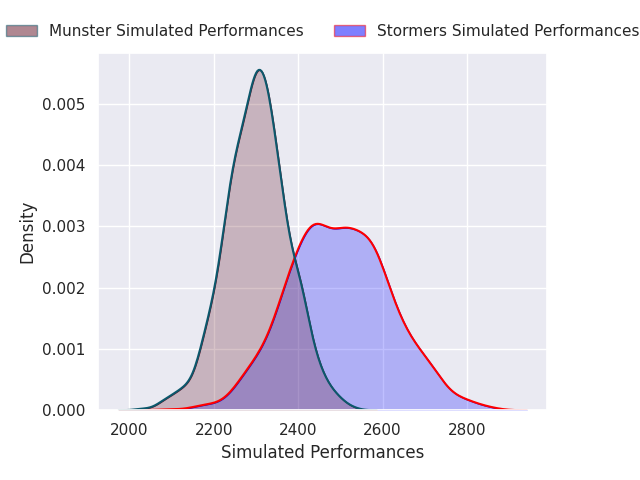 Munster Simulated Performances
Stormers Simulated Performances
0.005
0.004
0.003
0.002
0.001
0.000
Density
2000 2200 2400 2600 2800
Simulated Performances